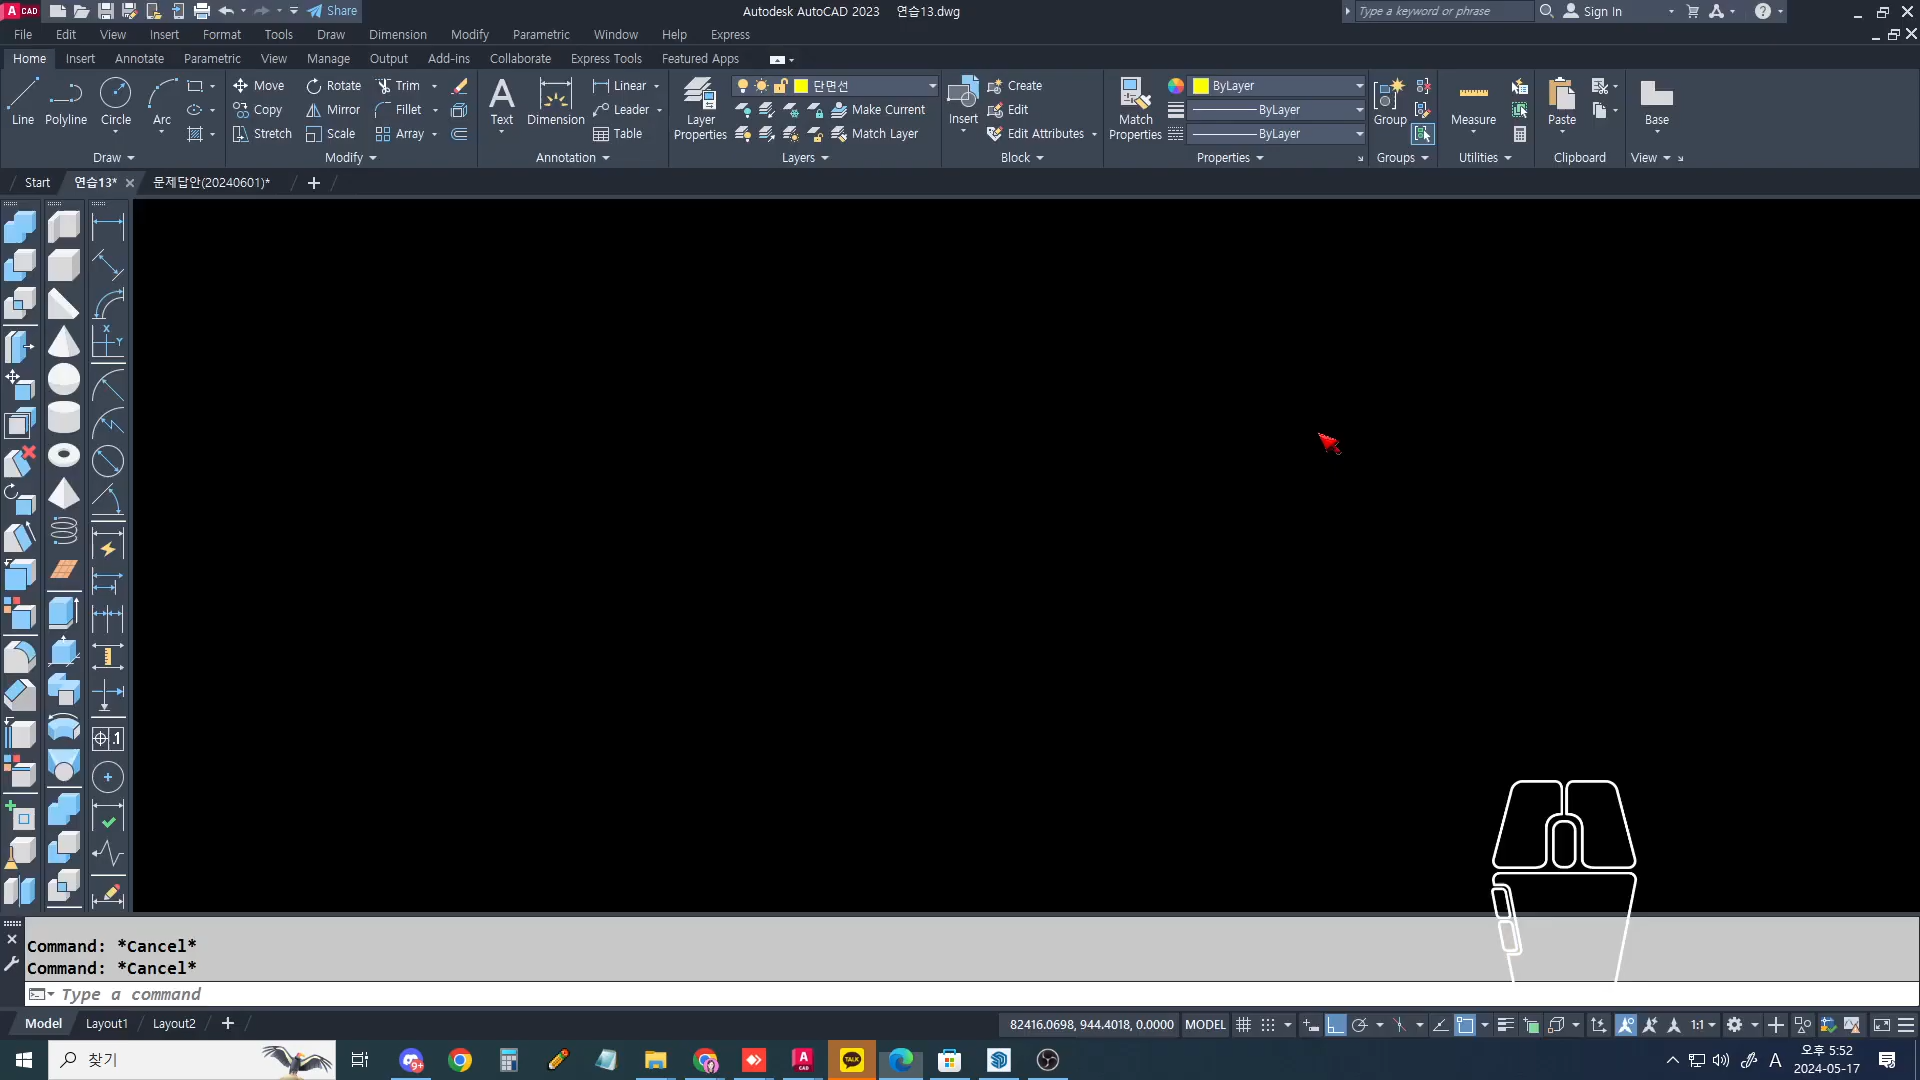 CAD
Share
Autodesk AutoCAD 2023 연습13.dwg
Type a keyword or phrase
Sign In
File Edit View Insert Format Tools Draw Dimension Modify Parametric Window Help Express
Home Insert Annotate Parametric View Manage Output Add-ins Collaborate Express Tools Featured Apps
Move Rotate Trim Linear 단면선 Create ByLayer
Line Polyline Circle Arc Copy Mirror Fillet Text Dimension Leader Layer Properties Make Current Insert Edit Match Properties ByLayer Group Measure Paste Base
Stretch Scale Array Table Match Layer Edit Attributes ByLayer
Draw Modify Annotation Layers Block Properties Groups Utilities Clipboard View
Start 연습13* 문제답안(20240601)*
X
Y
.1
Command: *Cancel*
Command: *Cancel*
Type a command
Model Layout1 Layout2
82416.0698, 944.4018, 0.0000 MODEL 1:1
찾기
9+
CAD
TALK
A
오후 5:52
2024-05-17